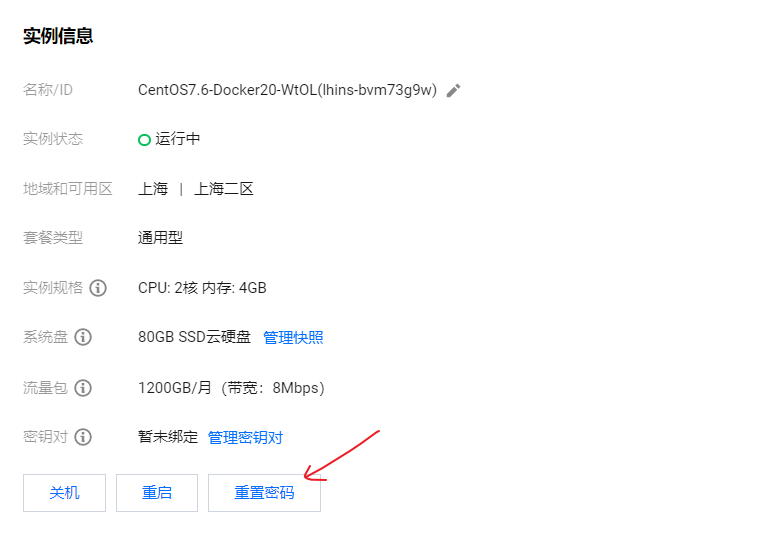 实例信息
名称/ID CentOS7.6-Docker20-WtOL(lhins-bvm73g9w)
实例状态 运行中
地域和可用区 上海 | 上海二区
套餐类型 通用型
实例规格 CPU: 2核 内存: 4GB
系统盘 80GB SSD云硬盘 管理快照
流量包 1200GB/月（带宽：8Mbps）
密钥对 暂未绑定 管理密钥对
关机 重启 重置密码